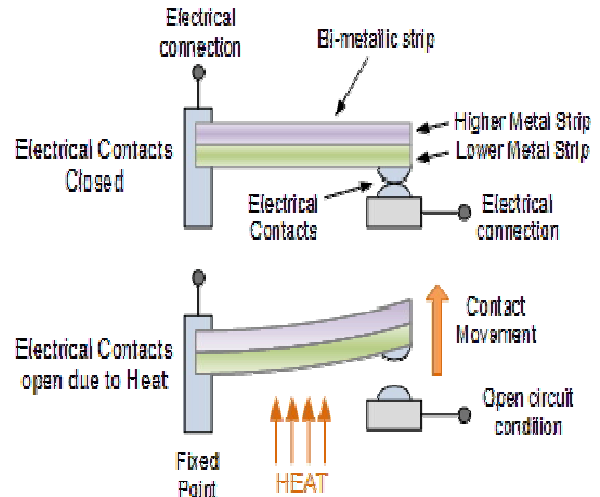 Electrical
connection
Bi-metallic strip
Electrical Contacts
Closed
Higher Metal Strip
Lower Metal Strip
Electrical
Contacts
Electrical
connection
Contact
Movement
Electrical Contacts
open due to Heat
Open circuit
condition
Fixed
Point
HEAT